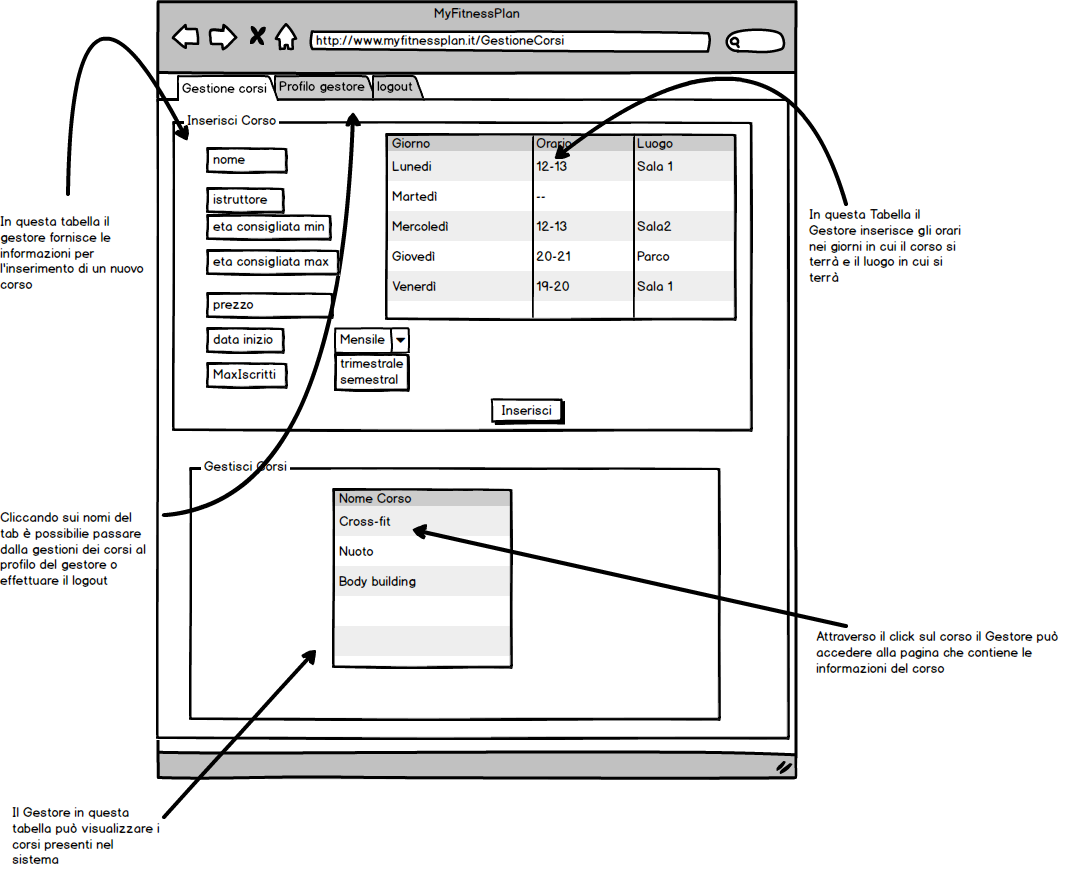 MyFitnessPlan
http://www.myfitnessplan.it/GestioneCorsi
Gestione corsi Profilo gestore logout
Inserisci Corso
nome
istruttore
eta consigliata min
eta consigliata max
prezzo
data inizio
MaxIscritti
Mensile
trimestrale
semestral
Giorno Orario Luogo
Lunedi 12-13 Sala 1
Martedì --
Mercoledì 12-13 Sala2
Giovedì 20-21 Parco
Venerdì 19-20 Sala 1
Inserisci
Gestisci Corsi
Nome Corso
Cross-fit
Nuoto
Body building
In questa tabella il
gestore fornisce le
informazioni per
l'inserimento di un nuovo
corso
In questa Tabella il
Gestore inserisce gli orari
nei giorni in cui il corso si
terrà e il luogo in cui si
terrà
Cliccando sui nomi del
tab è possibilie passare
dalla gestioni dei corsi al
profilo del gestore o
effettuare il logout
Attraverso il click sul corso il Gestore può
accedere alla pagina che contiene le
informazioni del corso
Il Gestore in questa
tabella può visualizzare i
corsi presenti nel
sistema